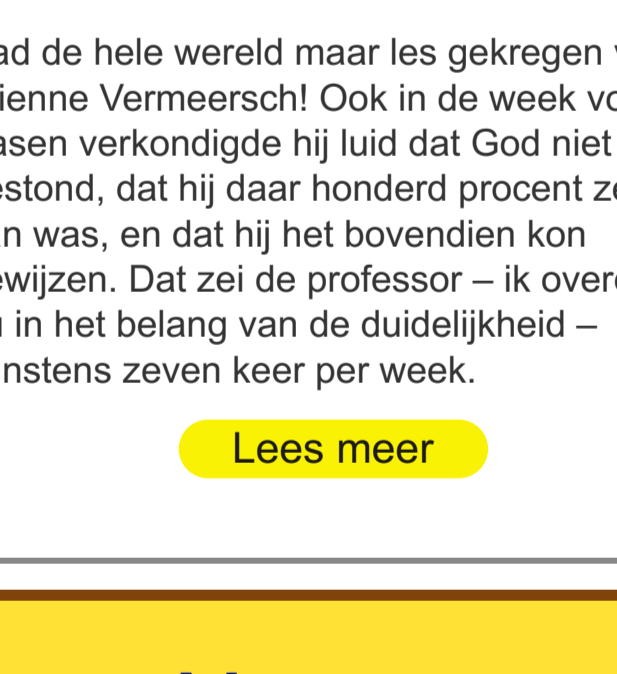 ad de hele wereld maar les gekregen
ienne Vermeersch! Ook in de week vo
asen verkondigde hij luid dat God niet
estond, dat hij daar honderd procent ze
n was, en dat hij het bovendien kon
ewijzen. Dat zei de professor – ik over
in het belang van de duidelijkheid –
nstens zeven keer per week.
Lees meer